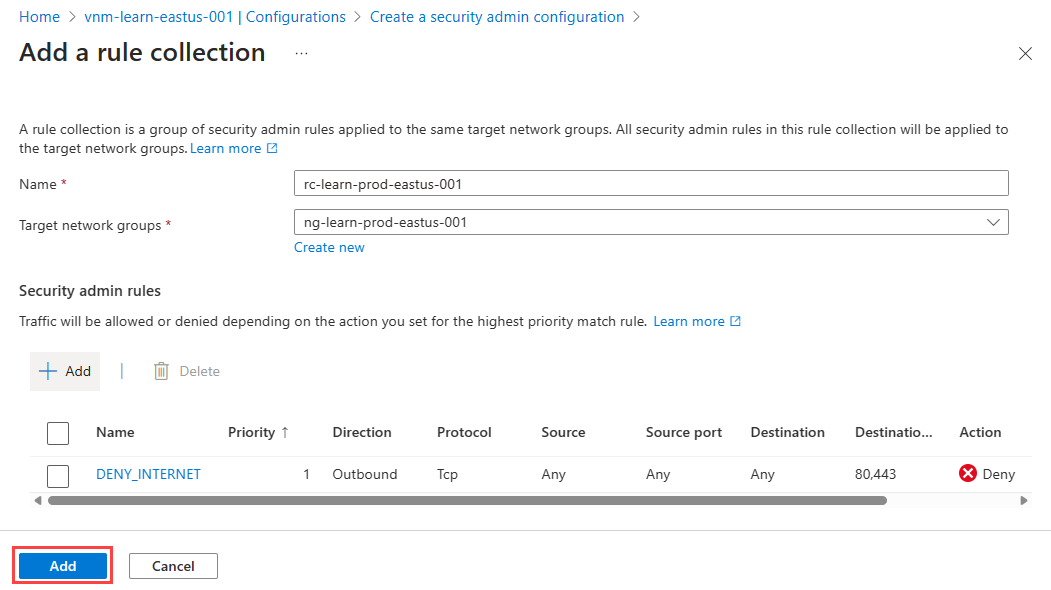 Home > vnm-learn-eastus-001 | Configurations > Create a security admin configuration >
Add a rule collection ...
A rule collection is a group of security admin rules applied to the same target network groups. All security admin rules in this rule collection will be applied to
the target network groups. Learn more
Name * rc-learn-prod-eastus-001
Target network groups * ng-learn-prod-eastus-001
Create new
Security admin rules
Traffic will be allowed or denied depending on the action you set for the highest priority match rule. Learn more
+ Add | Delete
Name Priority ↑ Direction Protocol Source Source port Destination Destinatio... Action
DENY_INTERNET 1 Outbound Tcp Any Any Any 80,443 Deny
Add Cancel